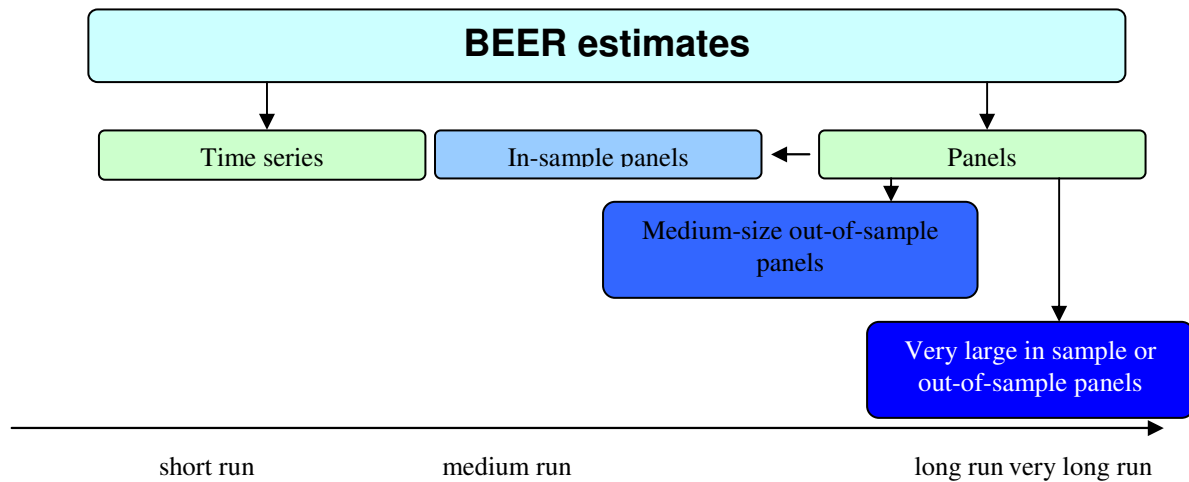 BEER estimates
Time series
In-sample panels
Panels
Medium-size out-of-sample
panels
Very large in sample or
out-of-sample panels
short run
medium run
long run very long run